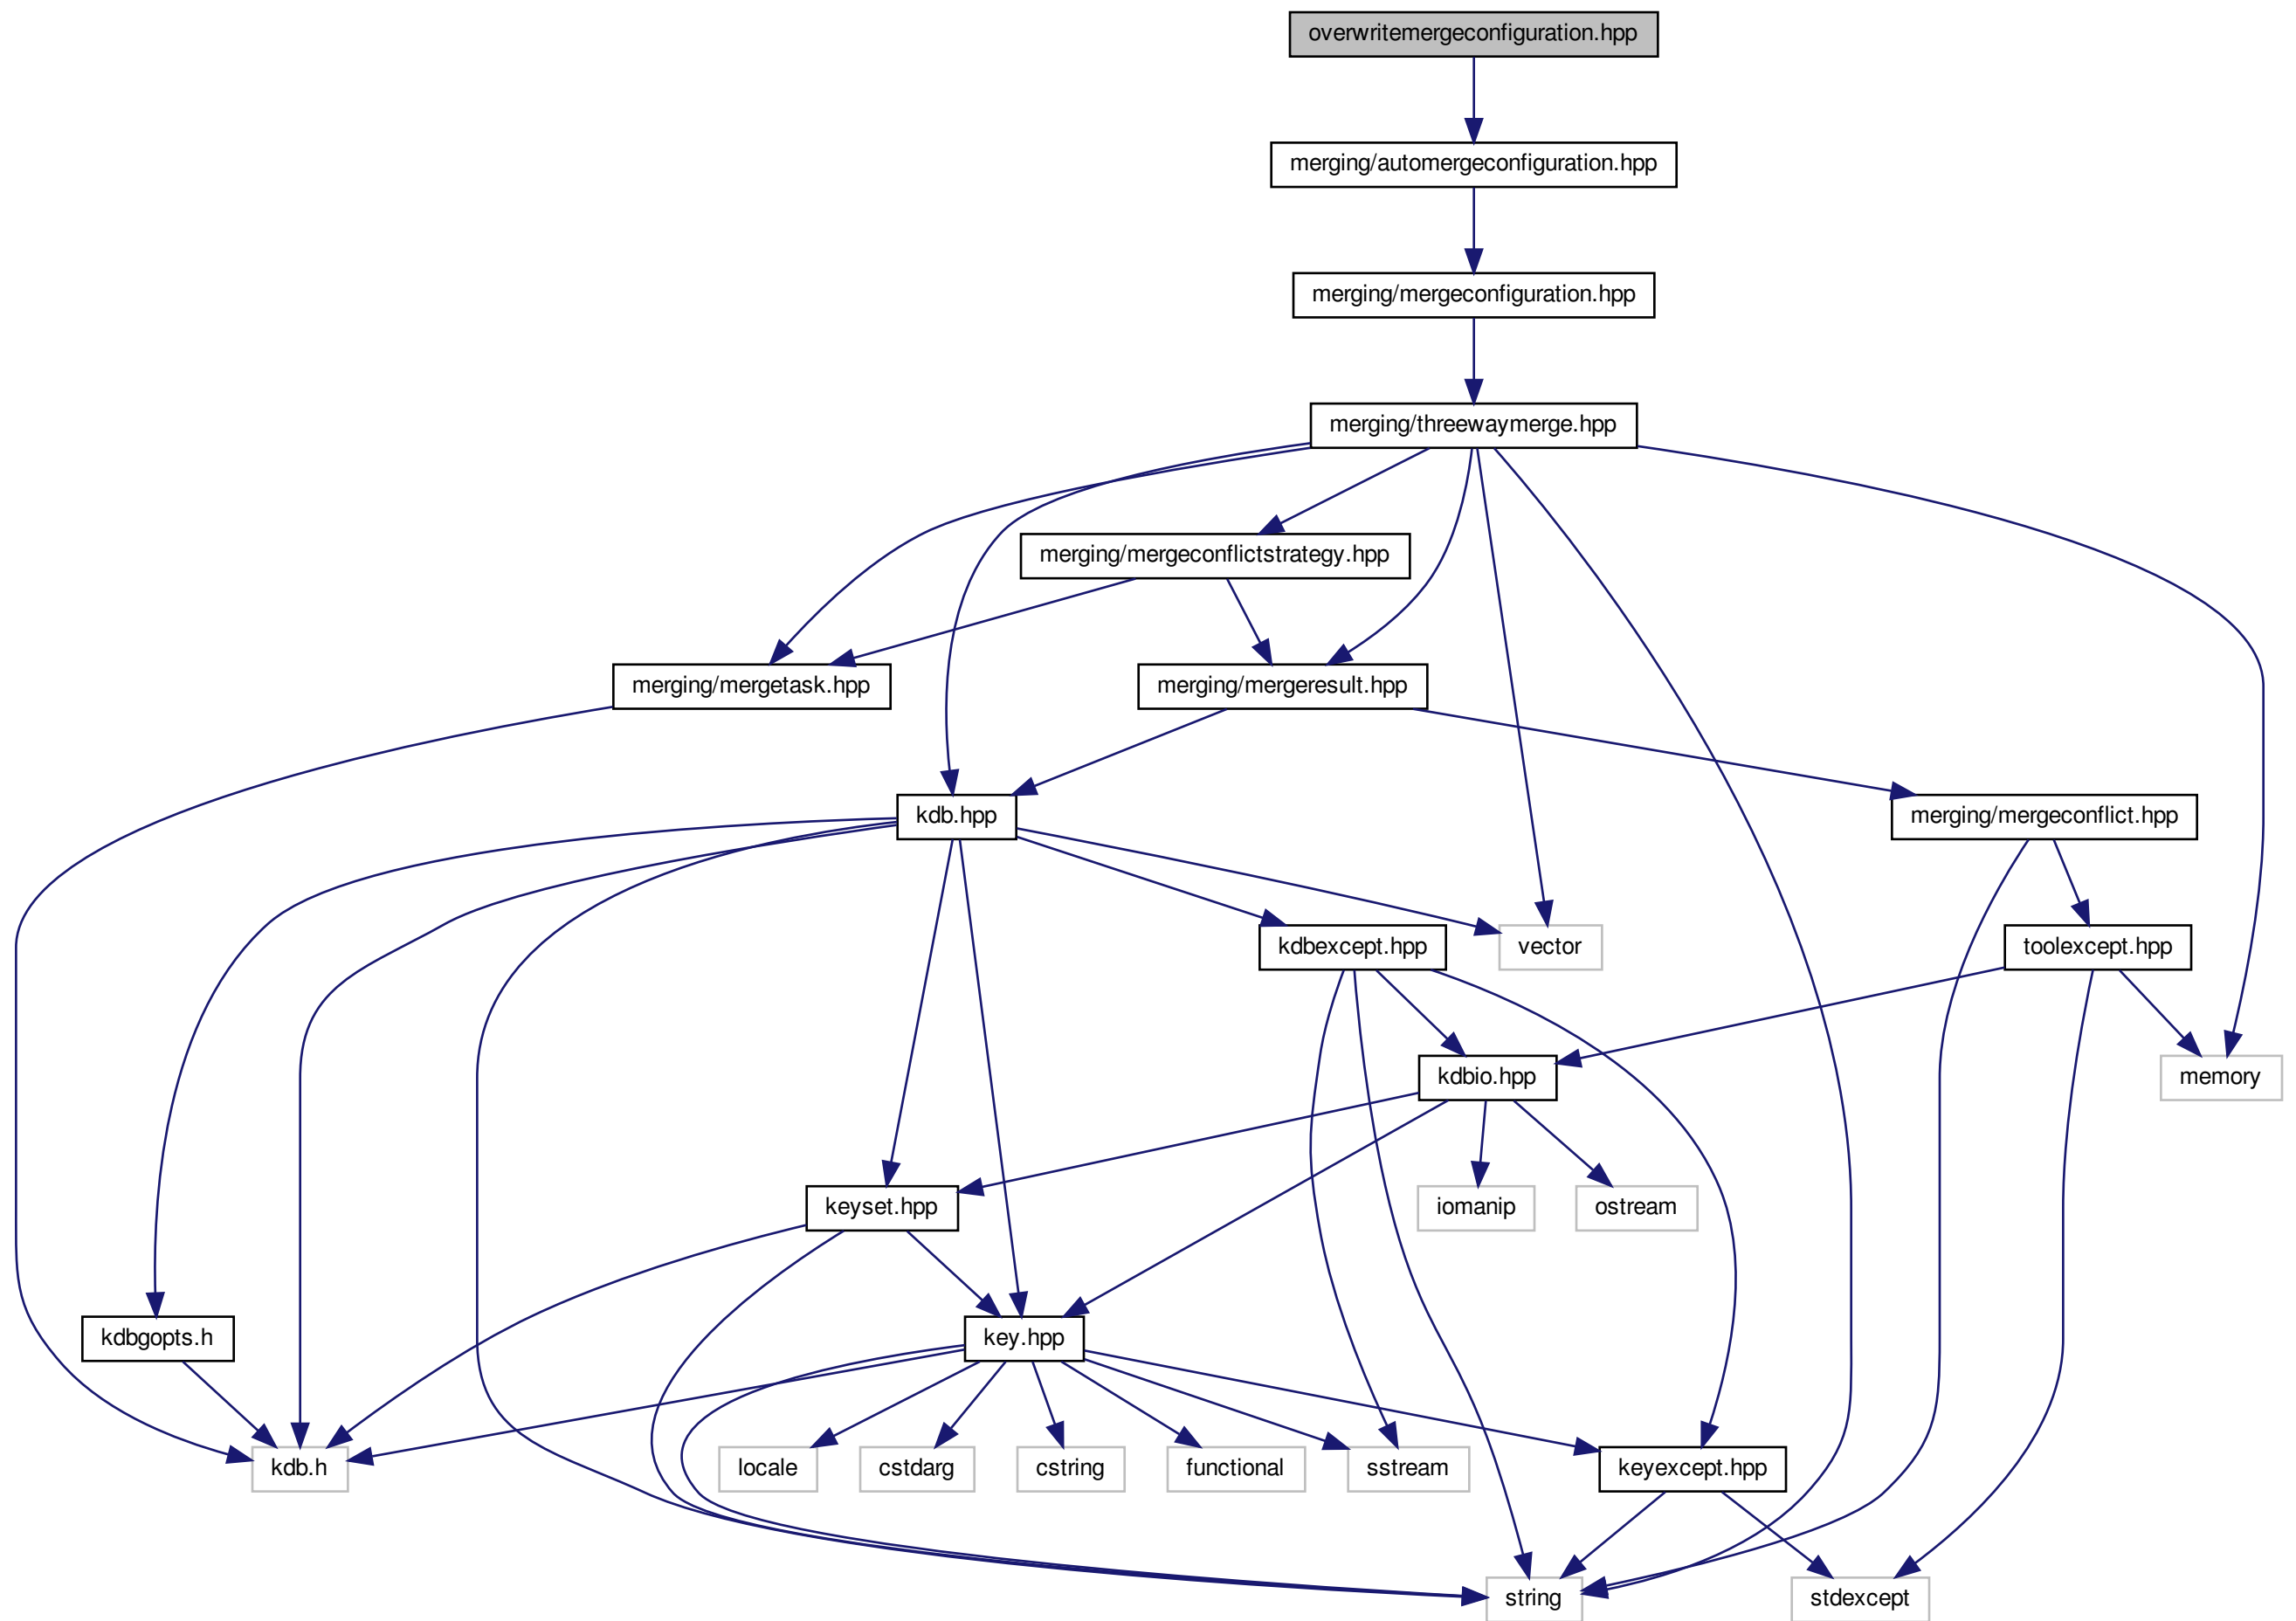 overwritemergeconfiguration.hpp
merging/automergeconfiguration.hpp
merging/mergeconfiguration.hpp
merging/threewaymerge.hpp
merging/mergeconflictstrategy.hpp
merging/mergetask.hpp
merging/mergeresult.hpp
kdb.hpp
merging/mergeconflict.hpp
kdbexcept.hpp
vector
toolexcept.hpp
kdbio.hpp
memory
keyset.hpp
iomanip
ostream
kdbgopts.h
key.hpp
kdb.h
locale
cstdarg
cstring
functional
sstream
keyexcept.hpp
string
stdexcept